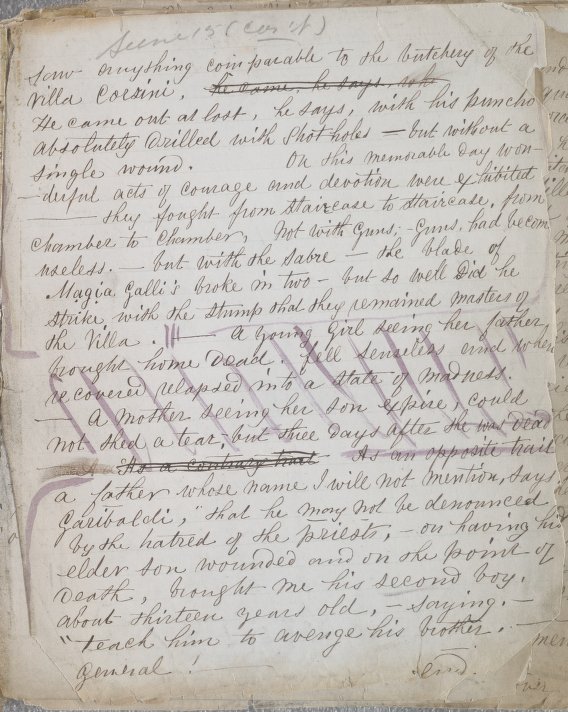 June 15 (con't)
saw anything comparable to the butchery of the
Villa Corsini. He came, he says, with
He came out at last, he says, with his puncho
absolutely drilled with shot holes — but without a
single wound. On this memorable day won-
-derful acts of courage and devotion were exhibited
— they fought from staircase to staircase, from
chamber to chamber, not with guns, - guns, had becom
useless. — but with the sabre — the blade of
Magia Galli's broke in two — but so well did he
strike with the stump that they remained masters of
the Villa." — A young girl seeing her father
brought home dead. fell senseless and when
recovered relapsed into a state of madness.
— A mother seeing her son expire, could
not shed a tear, but three days after she was dead
As a contrary trait As an opposite trait
a father whose name I will not mention, says
Garibaldi, "that he may not be denounced
by the hatred of the priests, — on having his
elder son wounded and on the point of
death, brought me his second boy.
about thirteen years old, — saying. —
"teach him to avenge his brother. —
general! — end.
over